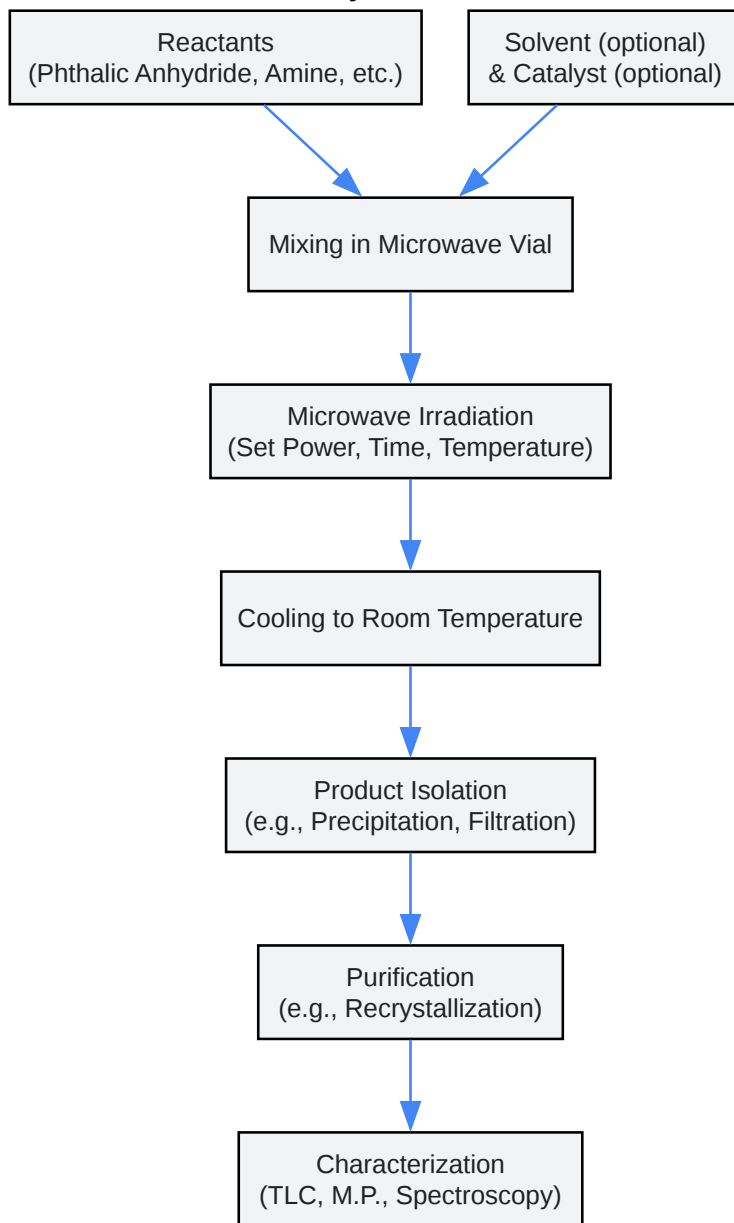 Reactants
(Phthalic Anhydride, Amine, etc.)
Solvent (optional)
& Catalyst (optional)
Mixing in Microwave Vial
Microwave Irradiation
(Set Power, Time, Temperature)
Cooling to Room Temperature
Product Isolation
(e.g., Precipitation, Filtration)
Purification
(e.g., Recrystallization)
Characterization
(TLC, M.P., Spectroscopy)